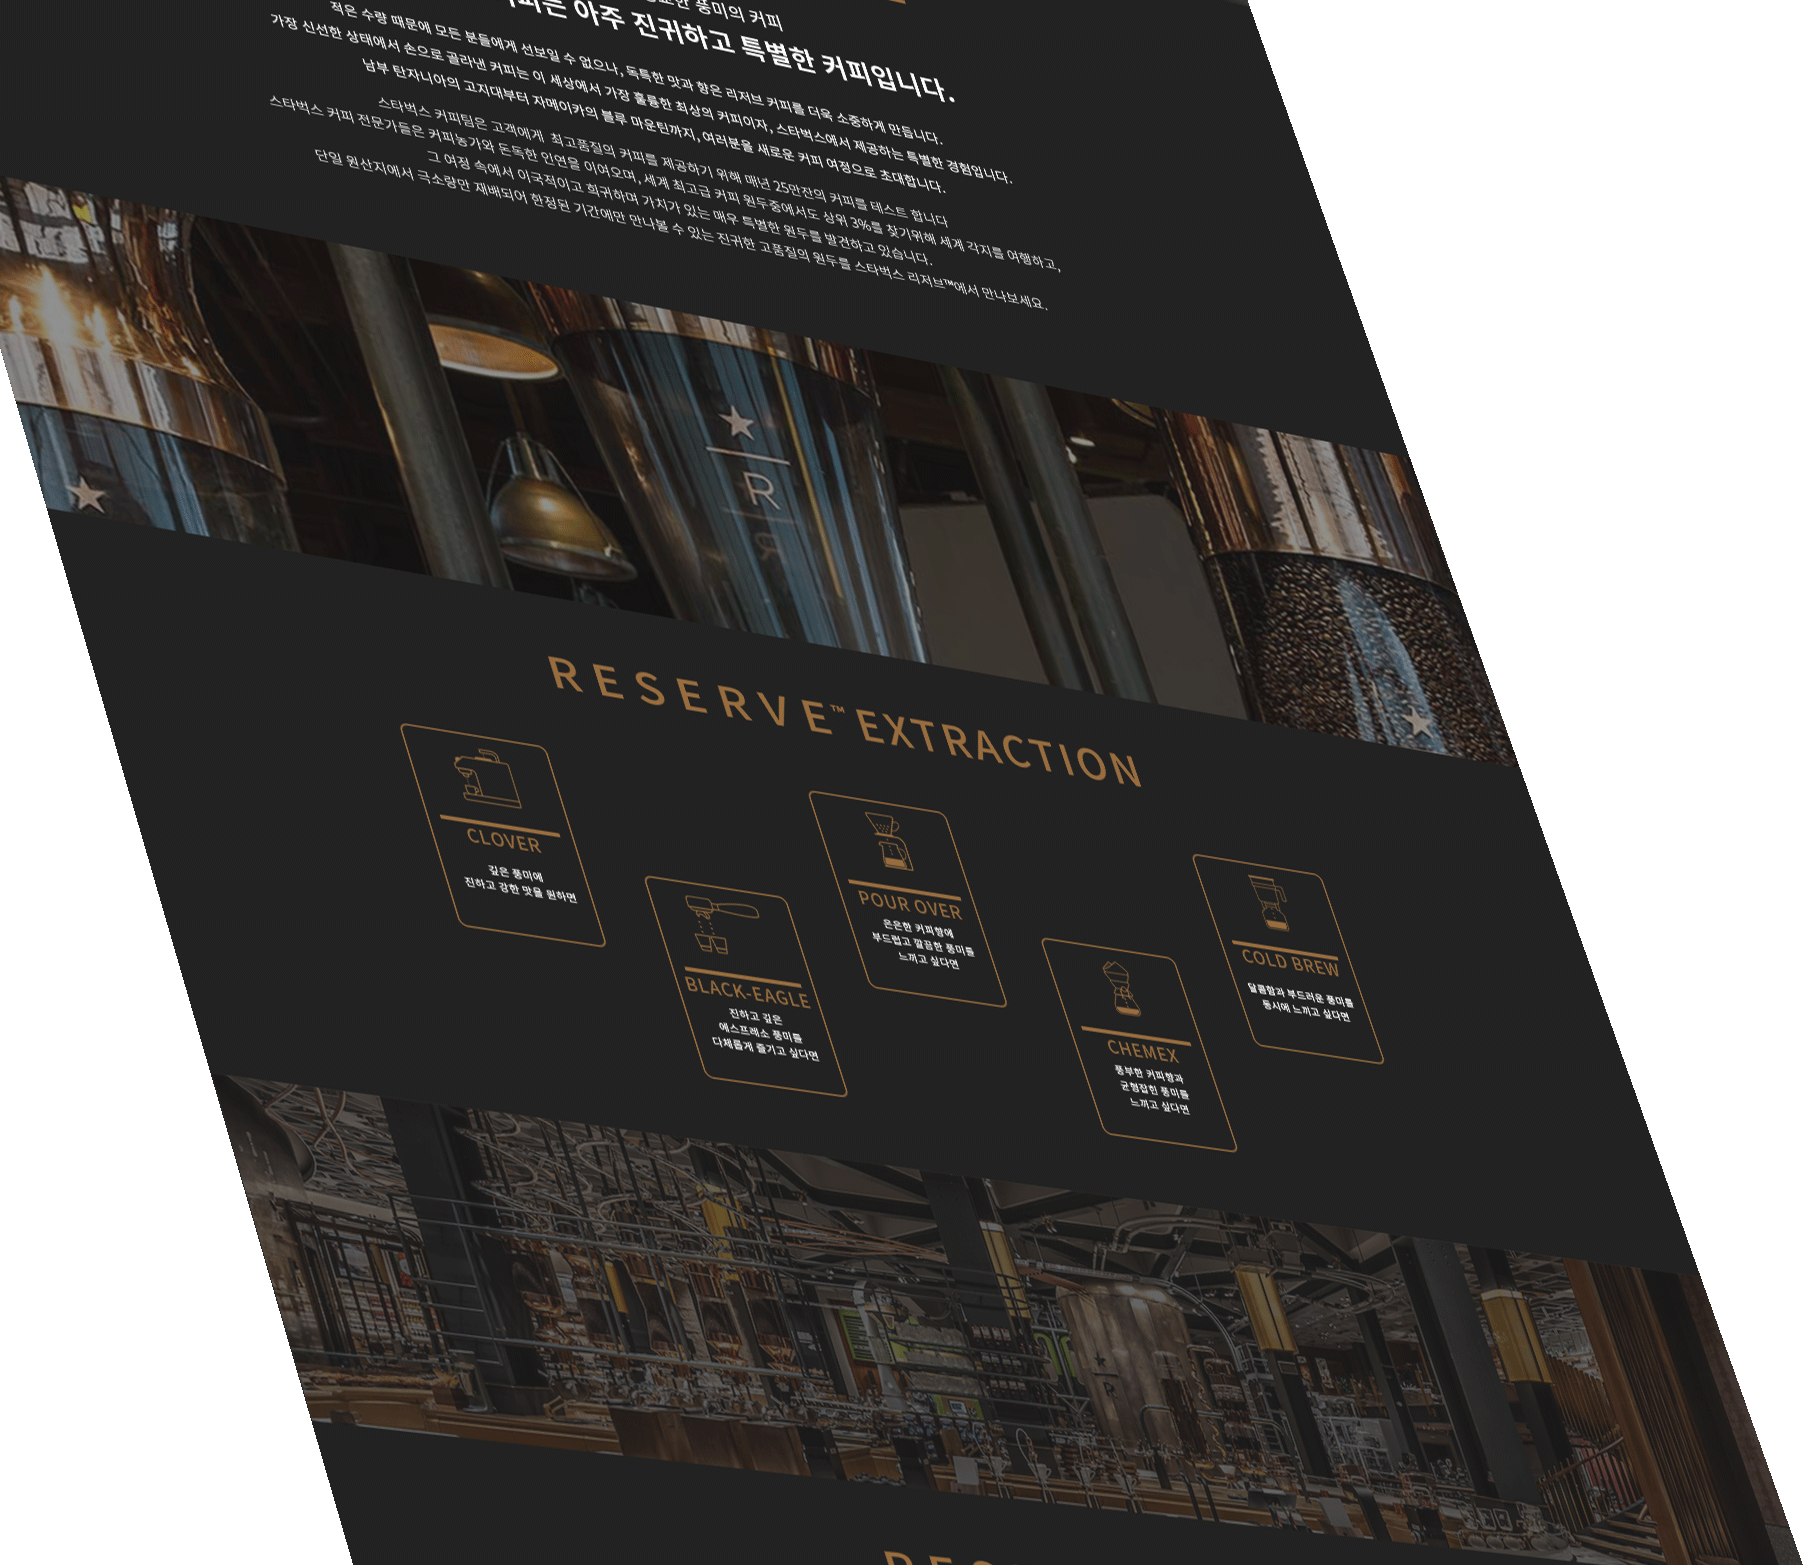 풍미의 커피
아주 진귀하고 특별한 커피입니다.
적은 수량 때문에 모든 분들에게 선보일 수 없으나, 독특한 맛과 향은 리저브 커피를 더욱 소중하게 만듭니다.
가장 신선한 상태에서 손으로 골라낸 커피는 이 세상에서 가장 훌륭한 최상의 커피이자, 스타벅스에서 제공하는 특별한 경험입니다.
남부 탄자니아의 고지대부터 자메이카의 블루 마운틴까지, 여러분을 새로운 커피 여정으로 초대합니다.
스타벅스 커피팀은 고객에게 최고품질의 커피를 제공하기 위해 매년 25만잔의 커피를 테스트 합니다
스타벅스 커피 전문가들은 커피농가와 돈독한 인연을 이어오며, 세계 최고급 커피 원두중에서도 상위 3%를 찾기위해 세계 각지를 여행하고,
그 여정 속에서 이국적이고 희귀하며 가치가 있는 매우 특별한 원두를 발견하고 있습니다.
단일 원산지에서 극소량만 재배되어 한정된 기간에만 만나볼 수 있는 진귀한 고품질의 원두를 스타벅스 리저브™에서 만나보세요.
R
RESERVE™ EXTRACTION
CLOVER
깊은 풍미에
진하고 강한 맛을 원하면
BLACK-EAGLE
진하고 깊은
에스프레소 풍미를
다채롭게 즐기고 싶다면
POUR OVER
은은한 커피향에
부드럽고 깔끔한 풍미를
느끼고 싶다면
CHEMEX
풍부한 커피향과
균형잡힌 풍미를
느끼고 싶다면
COLD BREW
달콤함과 부드러운 풍미를
동시에 느끼고 싶다면
R